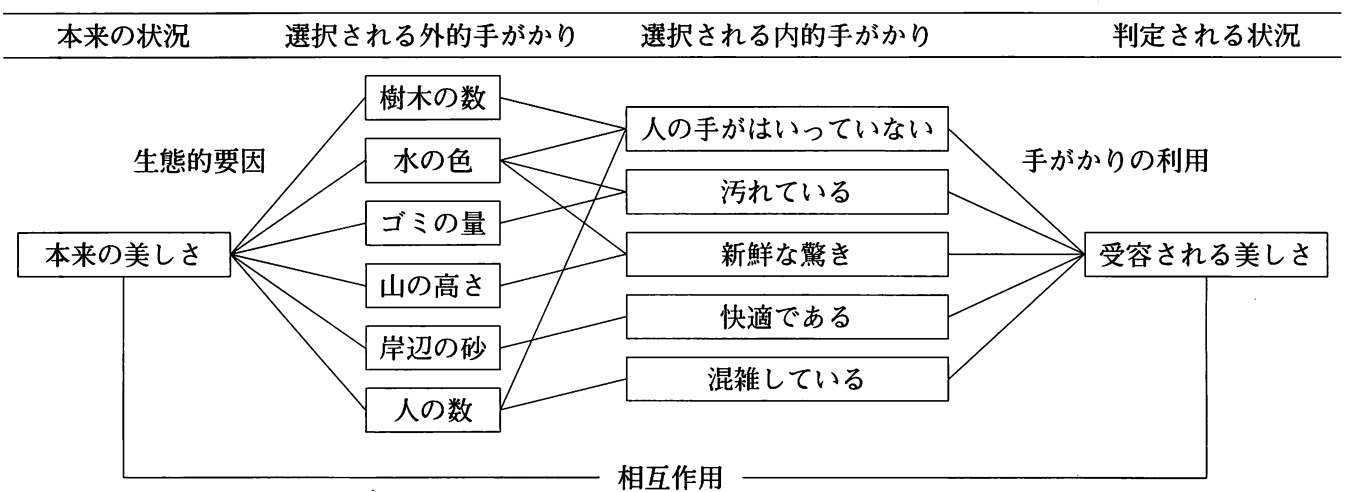 本来の状況
選択される外的手がかり
選択される内的手がかり
判定される状況
樹木の数
人の手がはいっていない
生態的要因
水の色
手がかりの利用
汚れている
ゴミの量
本来の美しさ
新鮮な驚き
受容される美しさ
山の高さ
快適である
岸辺の砂
混雑している
人の数
相互作用